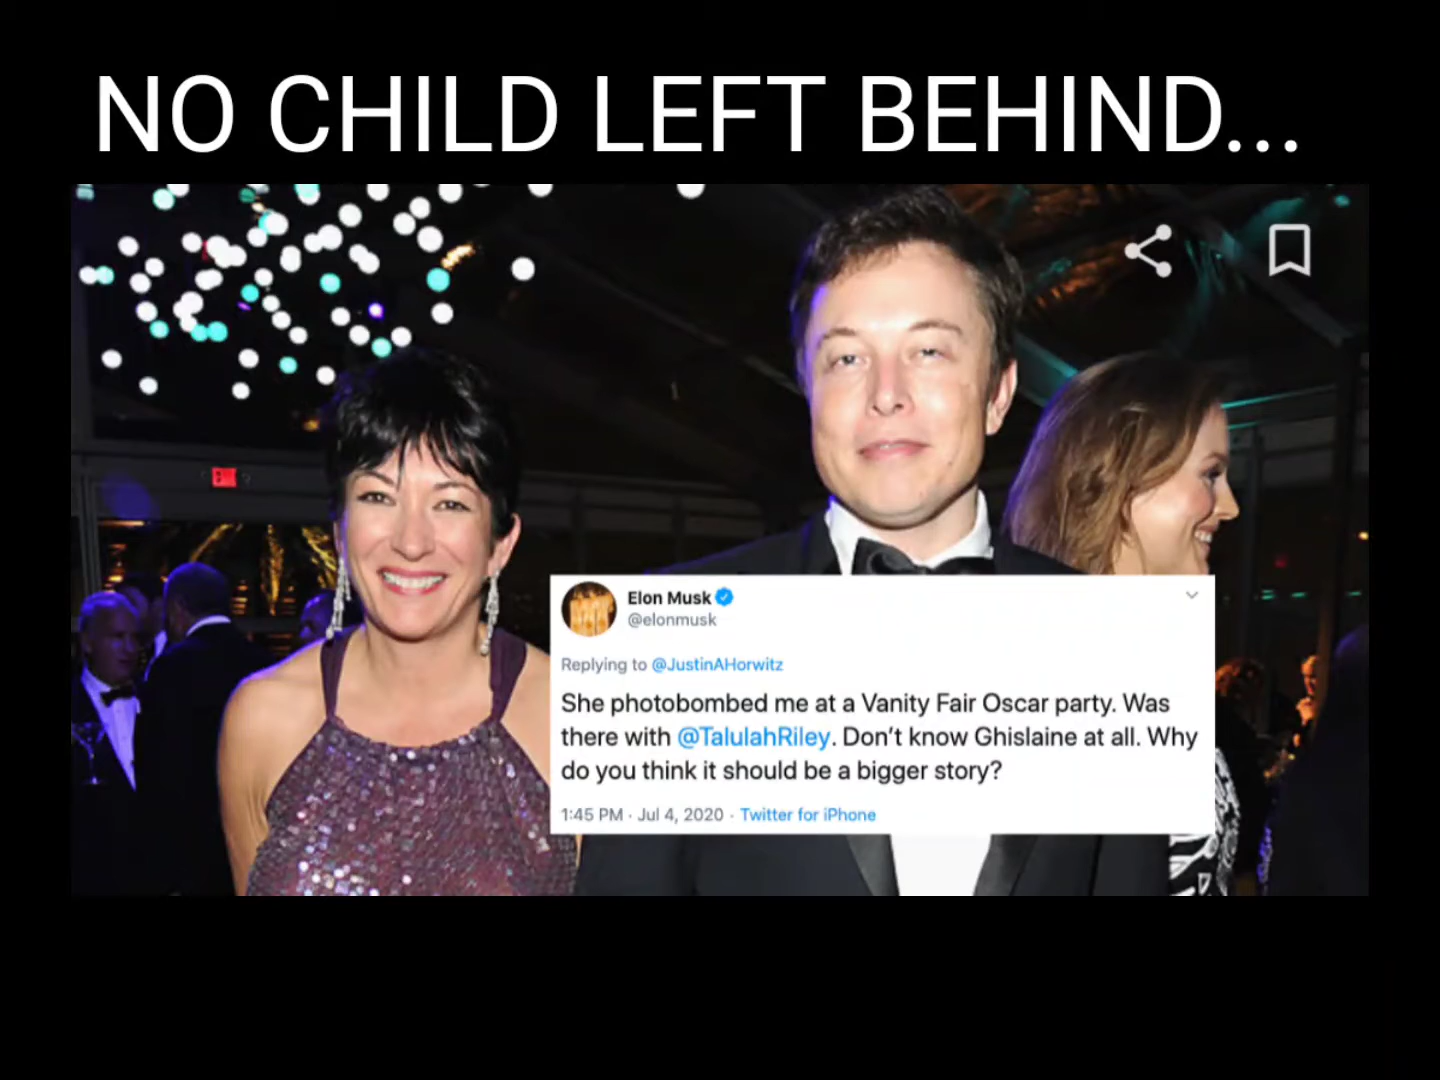 NO CHILD LEFT BEHIND...
Elon Musk
@elonmusk
Replying to @JustinAHorwitz
She photobombed me at a Vanity Fair Oscar party. Was
there with @TalulahRiley. Don't know Ghislaine at all. Why
do you think it should be a bigger story?
1:45 PM · Jul 4, 2020 · Twitter for iPhone